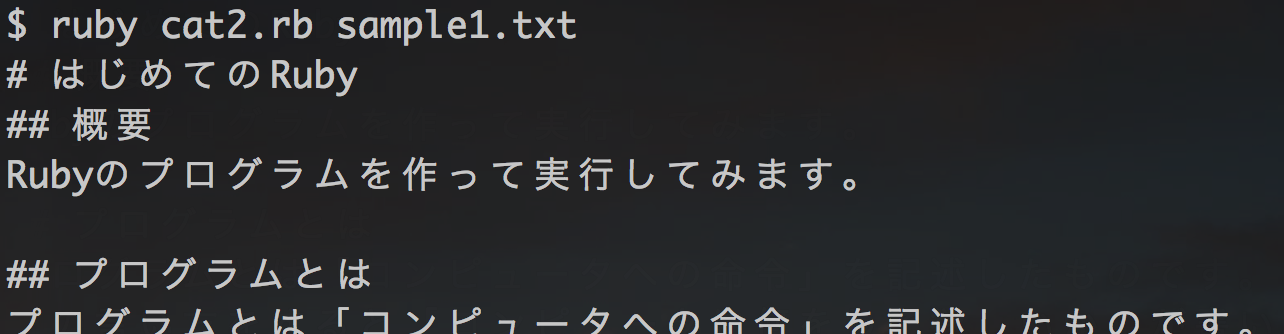 $ ruby cat2.rb sample1.txt
# はじめてのRuby
## 概要
Rubyのプログラムを作って実行してみます。
## プログラムとは
プログラムとは「コンピュータへの命令」を記述したものです。